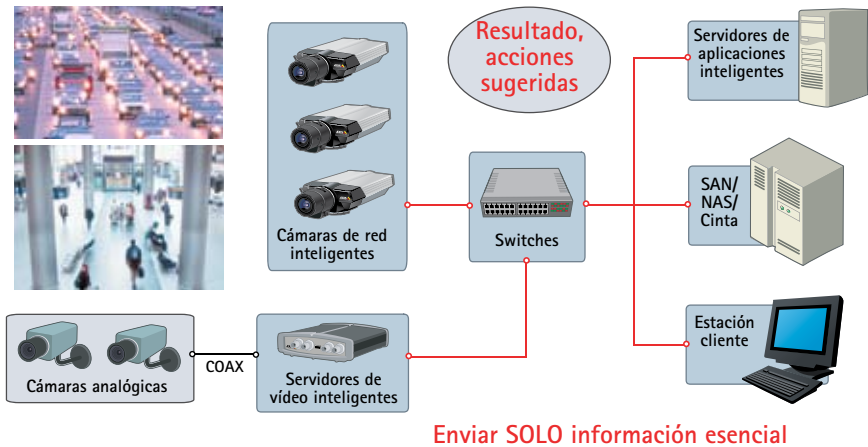 Resultado,
acciones
sugeridas
Servidores de
aplicaciones
inteligentes
Cámaras de red
inteligentes
Switches
SAN/
NAS/
Cinta
Estación
cliente
Cámaras analógicas
COAX
Servidores de
vídeo inteligentes
Enviar SOLO información esencial